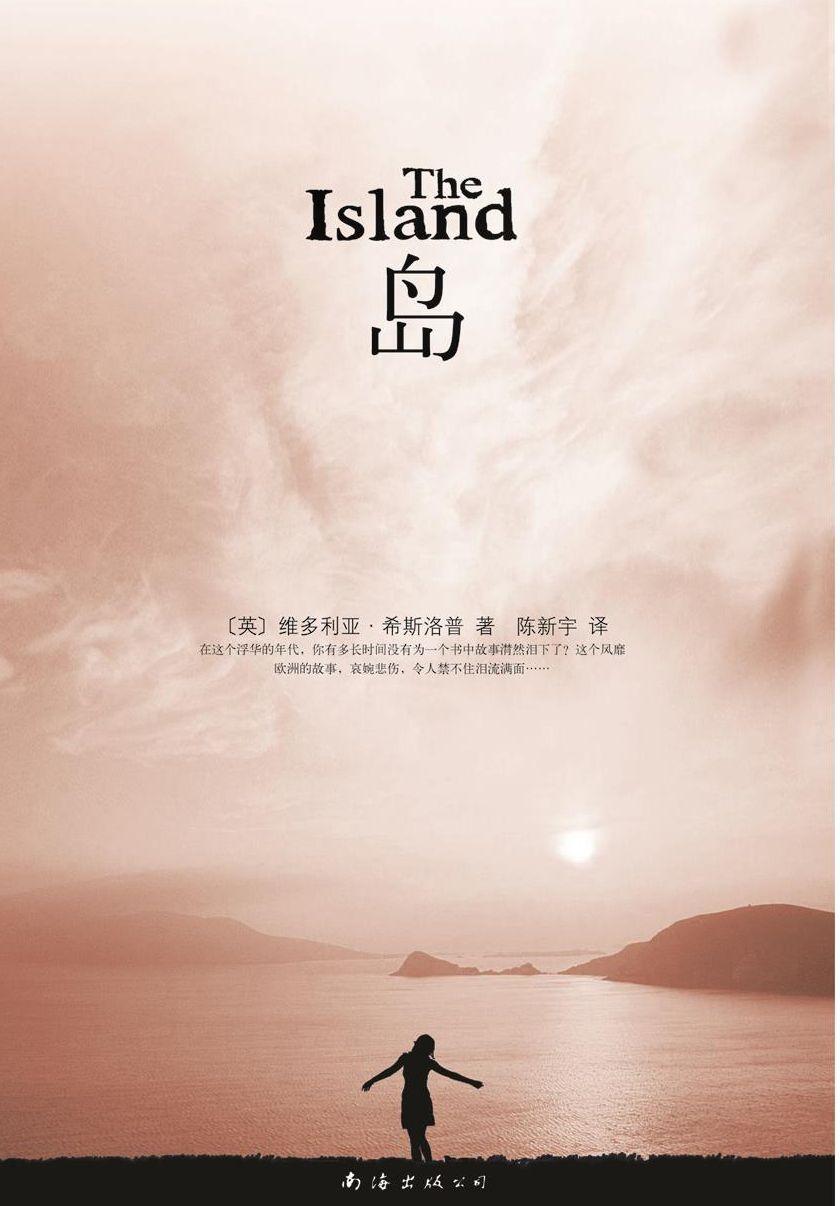 The
Island
岛
〔英〕维多利亚·希斯洛普 著 陈新宇 译
在这个浮华的年代，你有多长时间没有为一个书中故事潸然泪下了？这个风靡
欧洲的故事，哀婉悲伤，令人禁不住泪流满面……
南海出版公司